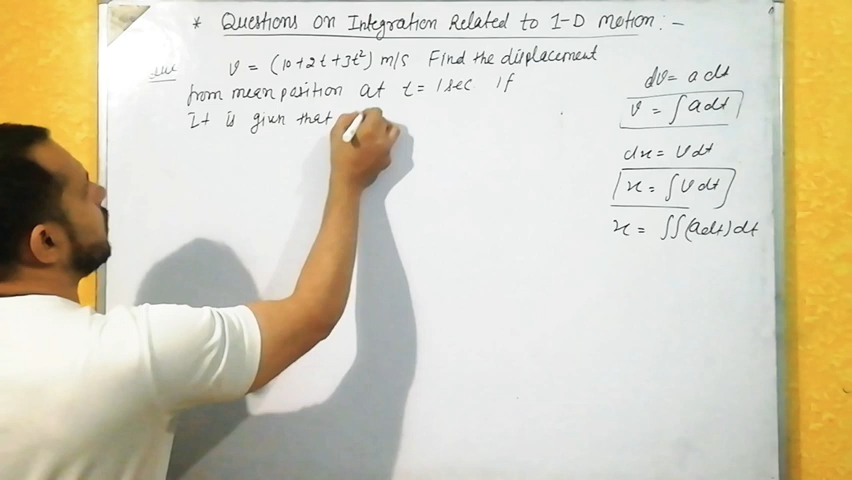 * Questions on Integration Related to 1-D motion:-
Que v = (10+2t+3t²) m/s Find the displacement
from mean position at t = 1 sec if
It is given that
dv = a dt
v = ∫a dt
dx = v dt
x = ∫v dt
x = ∫∫(a dt) dt